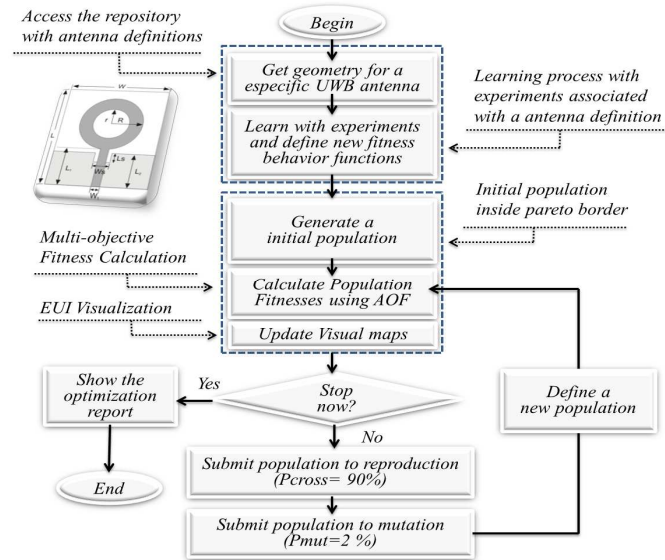 Access the repository
with antenna definitions
Begin
Get geometry for a
especific UWB antenna
Learn with experiments
and define new fitness
behavior functions
Learning process with
experiments associated
with a antenna definition
W
L
r
R
Ls
Ws
Initial population
inside pareto border
Generate a
initial population
Multi-objective
Fitness Calculation
Calculate Population
Fitnesses using AOF
EUI Visualization
Update Visual maps
Show the
optimization
report
Yes
Stop
now?
Define a
new population
No
End
Submit population to reproduction
(Pcross= 90%)
Submit population to mutation
(Pmut=2 %)